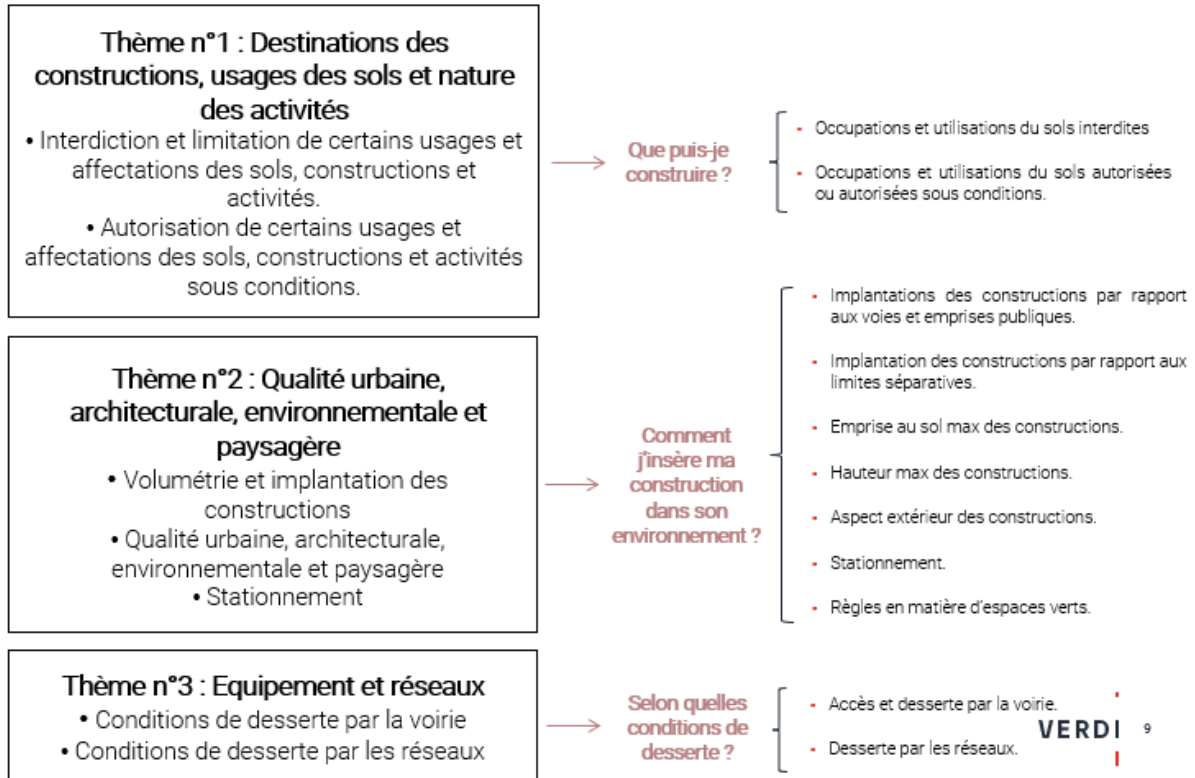 Thème n°1 : Destinations des
constructions, usages des sols et nature
des activités
• Interdiction et limitation de certains usages et
affectations des sols, constructions et
activités.
• Autorisation de certains usages et
affectations des sols, constructions et activités
sous conditions.
Que puis-je
construire ?
- Occupations et utilisations du sols interdites
- Occupations et utilisations du sols autorisées
ou autorisées sous conditions.
Thème n°2 : Qualité urbaine,
architecturale, environnementale et
paysagère
• Volumétrie et implantation des
constructions
• Qualité urbaine, architecturale,
environnementale et paysagère
• Stationnement
Comment
j'insère ma
construction
dans son
environnement ?
- Implantations des constructions par rapport
aux voies et emprises publiques.
- Implantation des constructions par rapport aux
limites séparatives.
- Emprise au sol max des constructions.
- Hauteur max des constructions.
- Aspect extérieur des constructions.
- Stationnement.
- Règles en matière d'espaces verts.
Thème n°3 : Equipement et réseaux
• Conditions de desserte par la voirie
• Conditions de desserte par les réseaux
Selon quelles
conditions de
desserte ?
- Accès et desserte par la voirie.
- Desserte par les réseaux.
VERDI 9